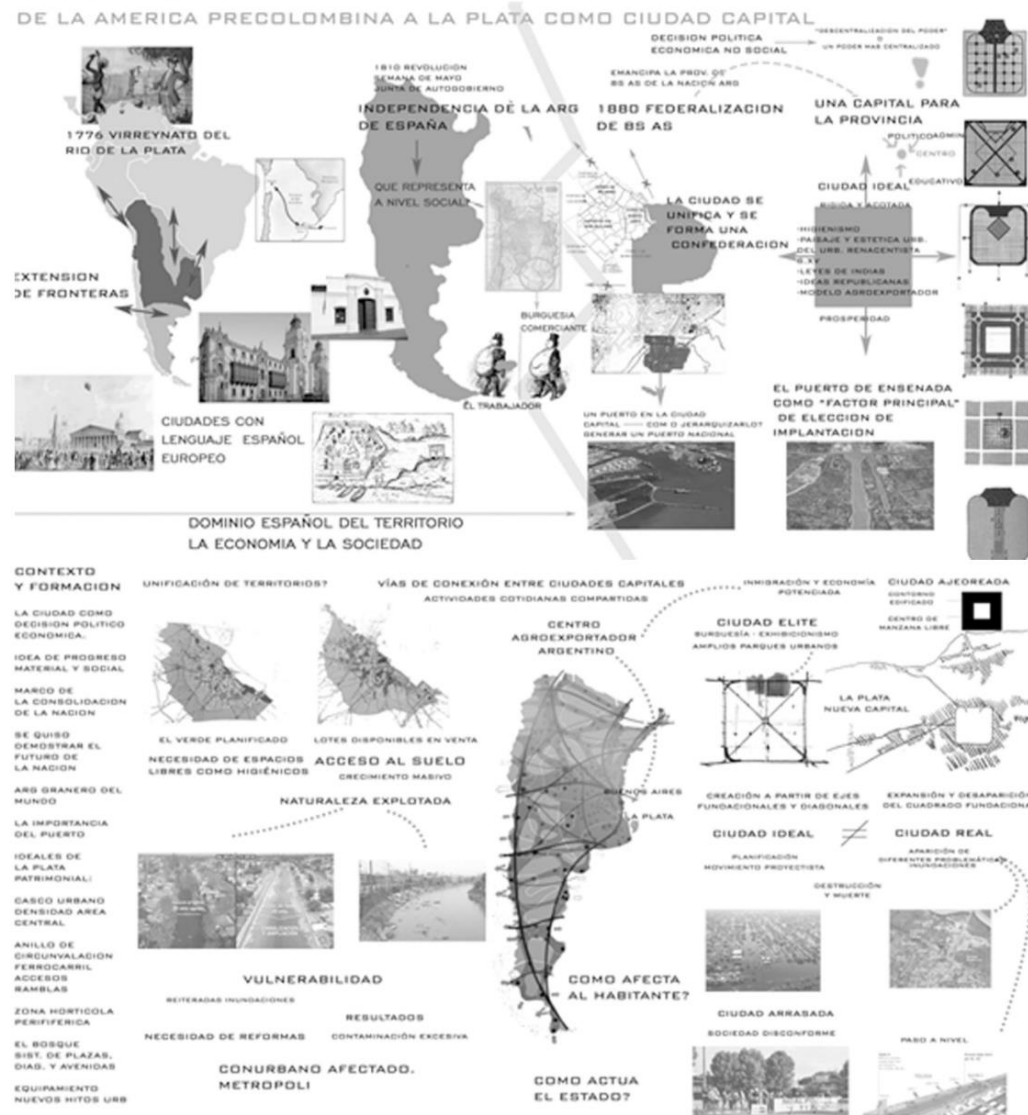 DE LA AMERICA PRECOLOMBINA A LA PLATA COMO CIUDAD CAPITAL
1776 VIRREYNATO DEL
RIO DE LA PLATA
EXTENSION
DE FRONTERAS
CIUDADES CON
LENGUAJE ESPAÑOL
EUROPEO
DOMINIO ESPAÑOL DEL TERRITORIO
LA ECONOMIA Y LA SOCIEDAD
1810 REVOLUCION
SEMANA DE MAYO
JUNTA DE AUTOGOBIERNO
INDEPENDENCIA DE LA ARG
DE ESPAÑA
QUE REPRESENTA
A NIVEL SOCIAL?
BURGUESIA
COMERCIANTE
EL TRABAJADOR
DECISION POLITICA
ECONOMICA NO SOCIAL
"DESCENTRALIZACION DEL PODER"
O
UN PODER MAS CENTRALIZADO
EMANCIPA LA PROV. DE
BS AS DE LA NACION ARG
1880 FEDERALIZACION
DE BS AS
LA CIUDAD SE
UNIFICA Y SE
FORMA UNA
CONFEDERACION
UN PUERTO EN LA CIUDAD
CAPITAL COM O JERARQUIZARLO?
GENERAR UN PUERTO NACIONAL
UNA CAPITAL PARA
LA PROVINCIA
POLITICO
ADMIN
CENTRO
EDUCATIVO
CIUDAD IDEAL
RIGIDA Y ACOTADA
HIGIENISMO
PAISAJE Y ESTETICA URB.
DEL URB. RENACENTISTA
S.XV
LEYES DE INDIAS
IDEAS REPUBLICANAS
MODELO AGROEXPORTADOR
PROSPERIDAD
EL PUERTO DE ENSENADA
COMO "FACTOR PRINCIPAL"
DE ELECCION DE
IMPLANTACION
CONTEXTO
Y FORMACION
LA CIUDAD COMO
DECISION POLITICO
ECONOMICA.
IDEA DE PROGRESO
MATERIAL Y SOCIAL
MARCO DE
LA CONSOLIDACION
DE LA NACION
SE QUISO
DEMOSTRAR EL
FUTURO DE
LA NACION
ARG GRANERO DEL
MUNDO
LA IMPORTANCIA
DEL PUERTO
IDEALES DE
LA PLATA
PATRIMONIAL:
CASCO URBANO
DENSIDAD AREA
CENTRAL
ANILLO DE
CIRCUNVALACION
FERROCARRIL
ACCESOS
RAMBLAS
ZONA HORTICOLA
PERIFIFERICA
EL BOSQUE
SIST. DE PLAZAS,
DIAG. Y AVENIDAS
EQUIPAMIENTO
NUEVOS HITOS URB
UNIFICACIÓN DE TERRITORIOS?
VÍAS DE CONEXIÓN ENTRE CIUDADES CAPITALES
ACTIVIDADES COTIDIANAS COMPARTIDAS
EL VERDE PLANIFICADO
LOTES DISPONIBLES EN VENTA
NECESIDAD DE ESPACIOS
LIBRES COMO HIGIÉNICOS
ACCESO AL SUELO
CRECIMIENTO MASIVO
NATURALEZA EXPLOTADA
VULNERABILIDAD
REITERADAS INUNDACIONES
RESULTADOS
NECESIDAD DE REFORMAS
CONTAMINACIÓN EXCESIVA
CONURBANO AFECTADO.
METROPOLI
CENTRO
AGROEXPORTADOR
ARGENTINO
BUENOS AIRES
LA PLATA
COMO AFECTA
AL HABITANTE?
COMO ACTUA
EL ESTADO?
INMIGRACIÓN Y ECONOMÍA
POTENCIADA
CIUDAD ELITE
BURGUESÍA - EXHIBICIONISMO
AMPLIOS PARQUES URBANOS
CIUDAD AJEDREADA
CONTORNO
EDIFICADO
CENTRO DE
MANZANA LIBRE
LA PLATA
NUEVA CAPITAL
CREACIÓN A PARTIR DE EJES
FUNDACIONALES Y DIAGONALES
EXPANSIÓN Y DESAPARICIÓ
DEL CUADRADO FUNDACIONA
CIUDAD IDEAL
CIUDAD REAL
PLANIFICACIÓN
MOVIMIENTO PROYECTISTA
APARICIÓN DE
DIFERENTES PROBLEMÁTIC
INUNDACIONES
DESTRUCCIÓN
Y MUERTE
CIUDAD ARRASADA
SOCIEDAD DISCONFORME
PASO A NIVEL